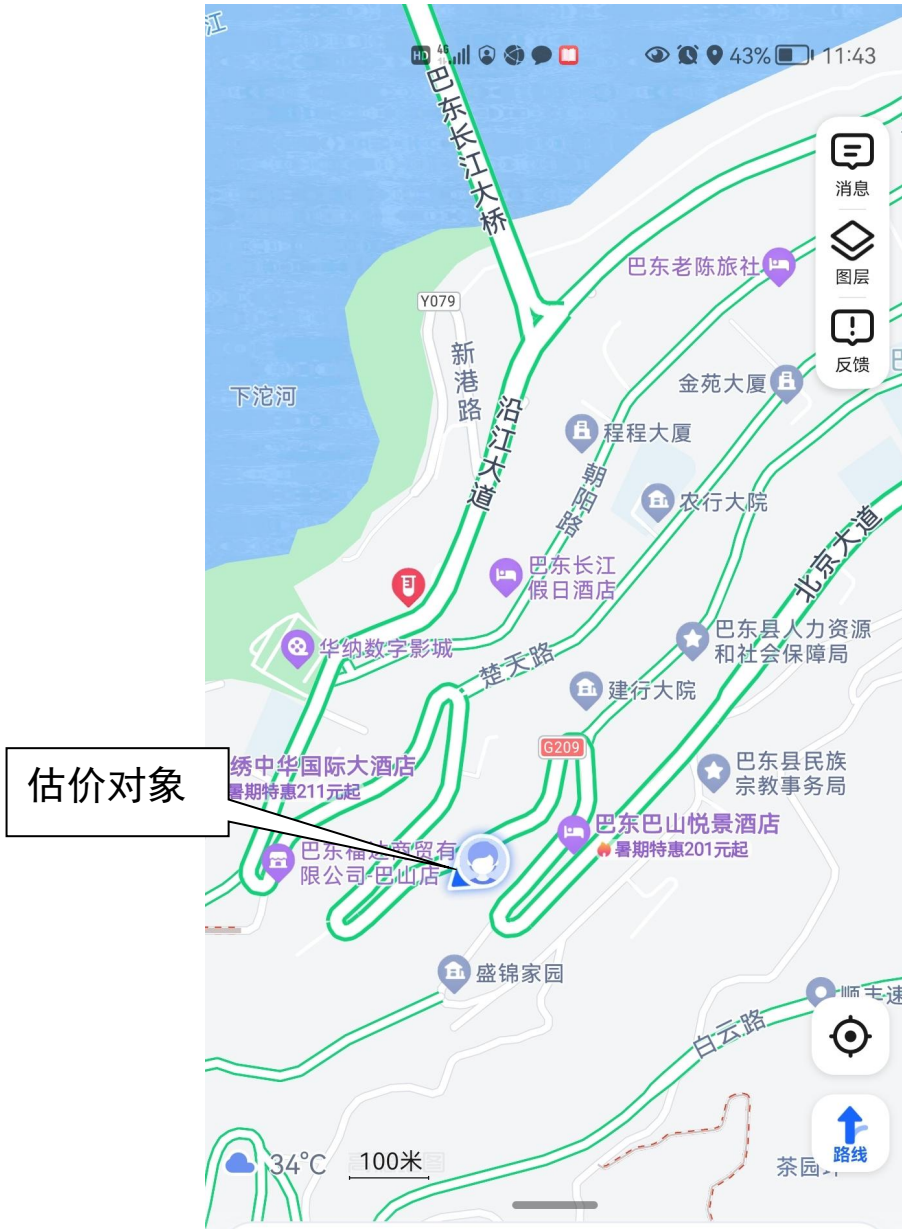 江
HD 4G 43% 11:43
巴东长江大桥
消息
巴东老陈旅社
图层
Y079
反馈
新港路
金苑大厦
下沱河
沿江大道
程程大厦
朝阳路
农行大院
北京大道
巴东长江
假日酒店
巴东县人力资源
和社会保障局
华纳数字影城
楚天路
建行大院
G209
绣中华国际大酒店
暑期特惠211元起
巴东县民族
宗教事务局
估价对象
巴东巴山悦景酒店
暑期特惠201元起
巴东福达商贸有
限公司-巴山店
盛锦家园
顺丰速
白云路
34°C
100米
路线
茶园